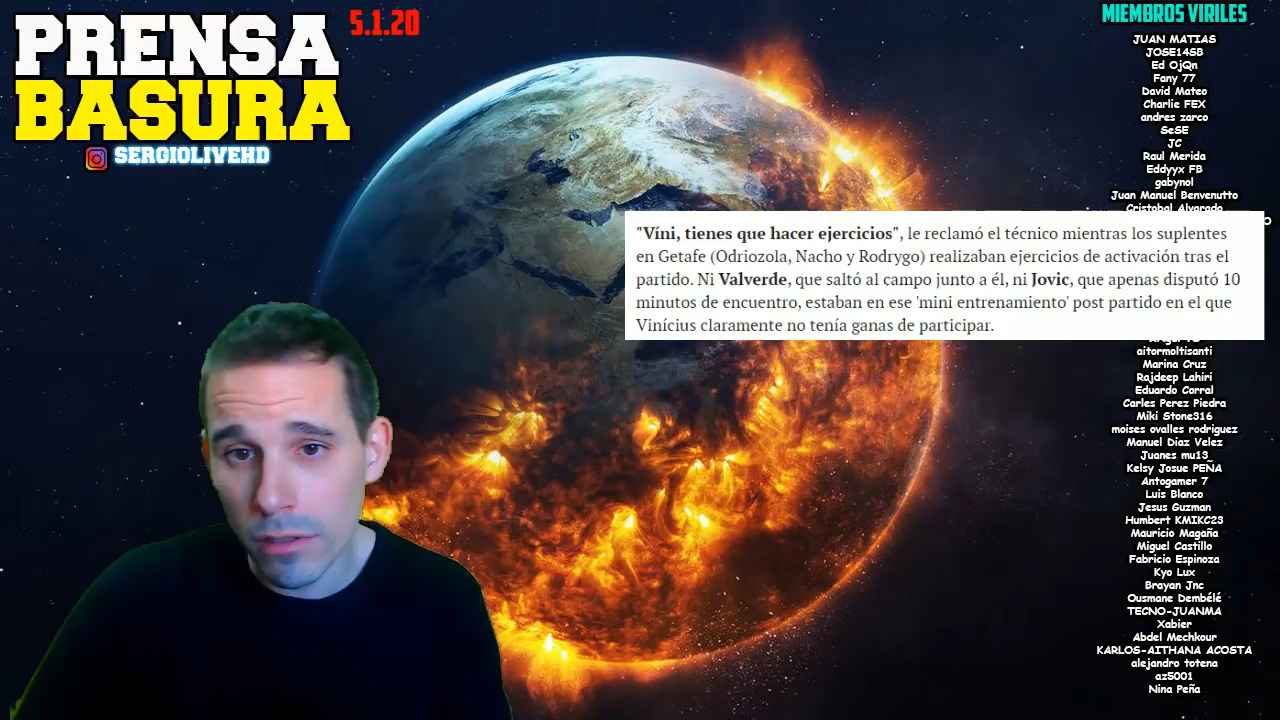 PRENSA
BASURA
5.1.20
SERGIOLIVEHD
MIEMBROS VIRILES
JUAN MATIAS
JOSE14SB
Ed OjQn
Fany 77
David Mateo
Charlie FEX
andres zarco
SeSE
JC
Raul Merida
Eddyyx FB
gabynol
Juan Manuel Benvenutto
Cristobal Alvarado
"Víni, tienes que hacer ejercicios", le reclamó el técnico mientras los suplentes
en Getafe (Odriozola, Nacho y Rodrygo) realizaban ejercicios de activación tras el
partido. Ni Valverde, que saltó al campo junto a él, ni Jovic, que apenas disputó 10
minutos de encuentro, estaban en ese 'mini entrenamiento' post partido en el que
Vinícius claramente no tenía ganas de participar.
aitormoltisanti
Marina Cruz
Rajdeep Lahiri
Eduardo Corral
Carles Perez Piedra
Miki Stone316
moises ovalles rodriguez
Manuel Diaz Velez
Juanes mu13
Kelsy Josue PEÑA
Antogamer 7
Luis Blanco
Jesus Guzman
Humbert KMIKC23
Mauricio Magaña
Miguel Castillo
Fabricio Espinoza
Kyo Lux
Brayan Jnc
Ousmane Dembélé
TECNO-JUANMA
Xabier
Abdel Mechkour
KARLOS-AITHANA ACOSTA
alejandro totena
az5001
Nina Peña